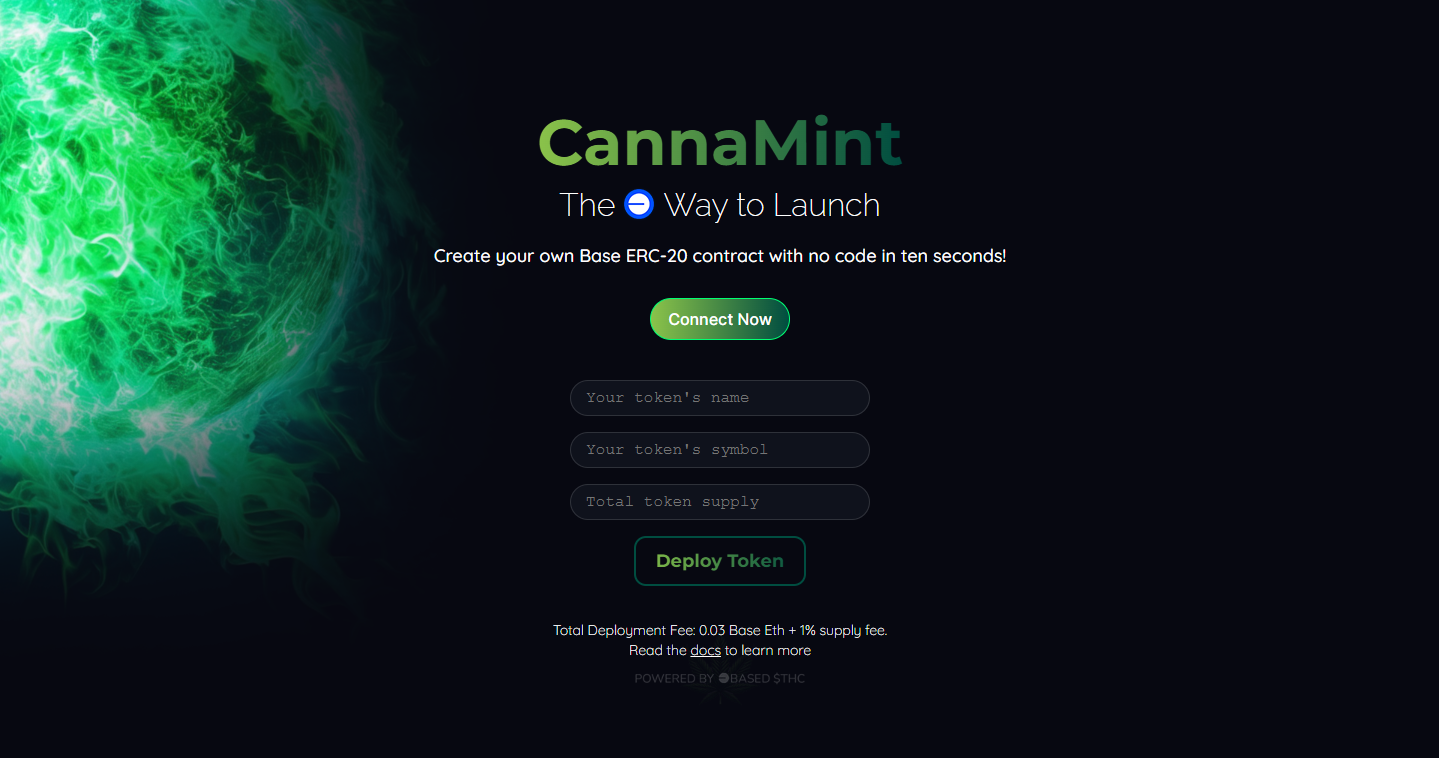 CannaMint
The Way to Launch
Create your own Base ERC-20 contract with no code in ten seconds!
Connect Now
Your token's name
Your token's symbol
Total token supply
Deploy Token
Total Deployment Fee: 0.03 Base Eth + 1% supply fee.
Read the docs to learn more
POWERED BY BASED $THC